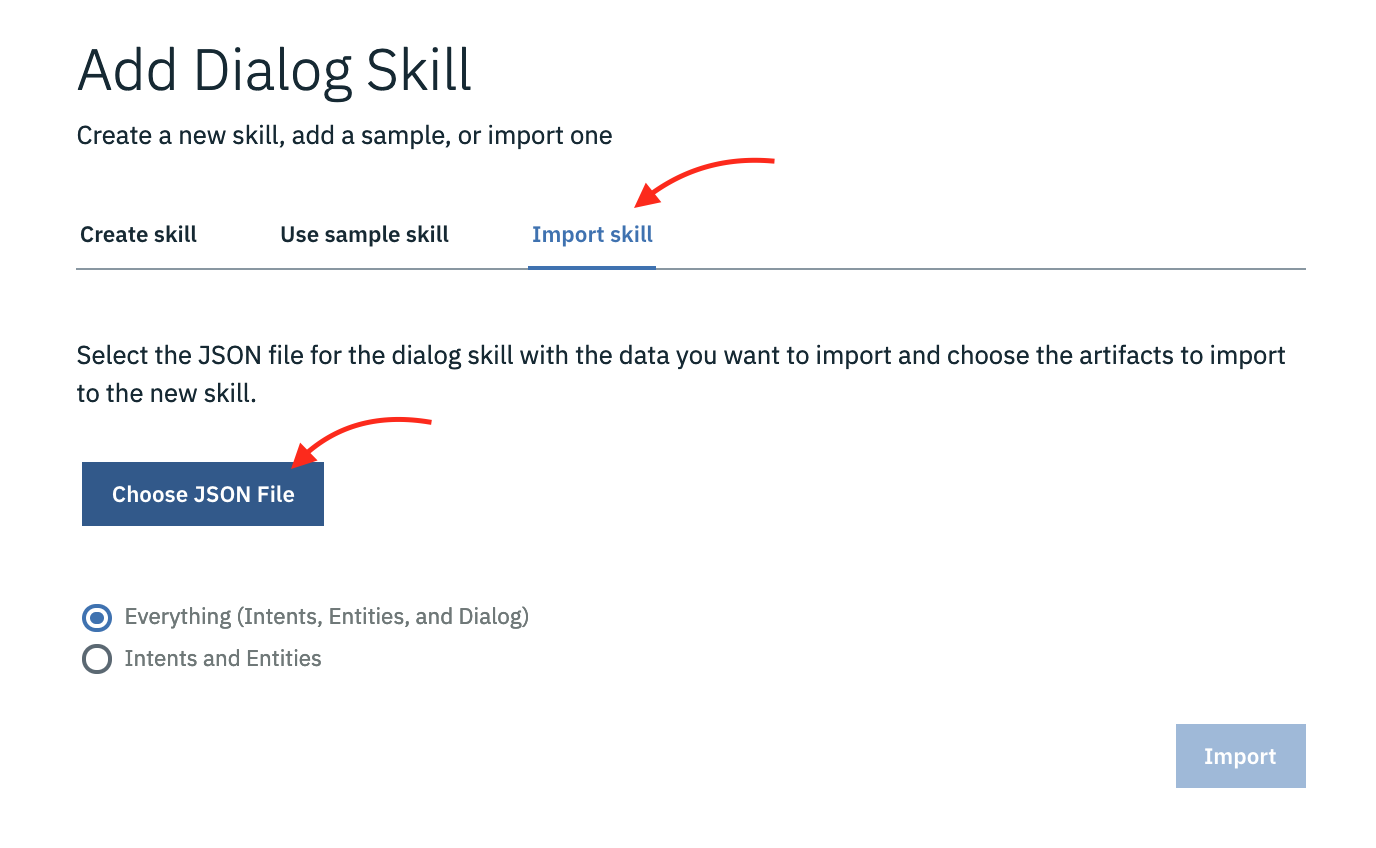 Add Dialog Skill
Create a new skill, add a sample, or import one
Create skill
Use sample skill
Import skill
Select the JSON file for the dialog skill with the data you want to import and choose the artifacts to import
to the new skill.
Choose JSON File
Everything (Intents, Entities, and Dialog)
Intents and Entities
Import